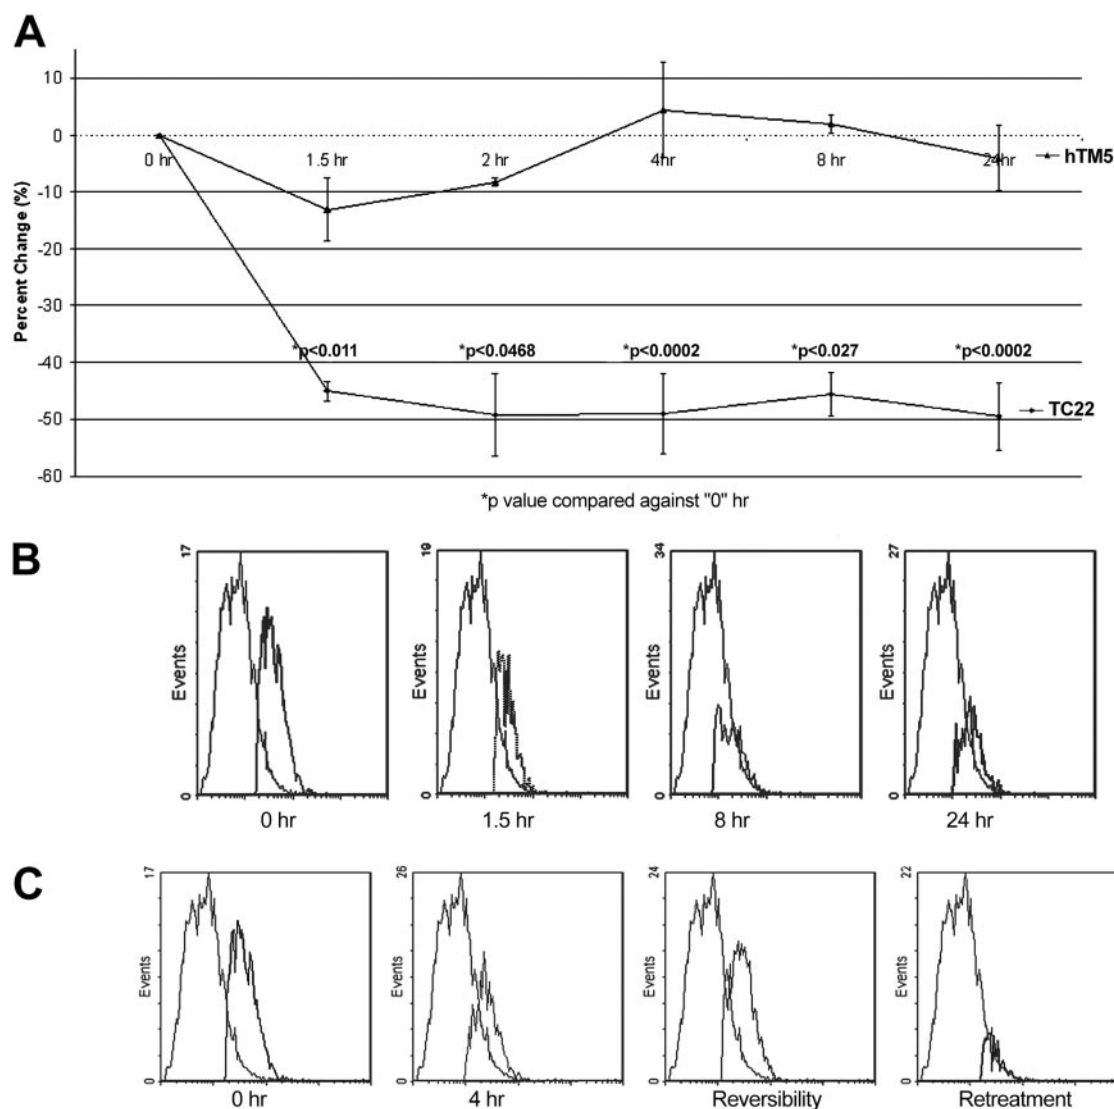 A
10
0
-10
-20
-30
-40
-50
-60
Percent Change (%)
0 hr 1.5 hr 2 hr 4hr 8 hr 24hr
hTM5
*p<0.011 *p<0.0468 *p<0.0002 *p<0.027 *p<0.0002
TC22
*p value compared against "0" hr
B
17 19 34 27
Events Events Events Events
0 0 0 0
0 hr 1.5 hr 8 hr 24 hr
C
17 26 24 22
Events Events Events Events
0 0 0 0
0 hr 4 hr Reversibility Retreatment